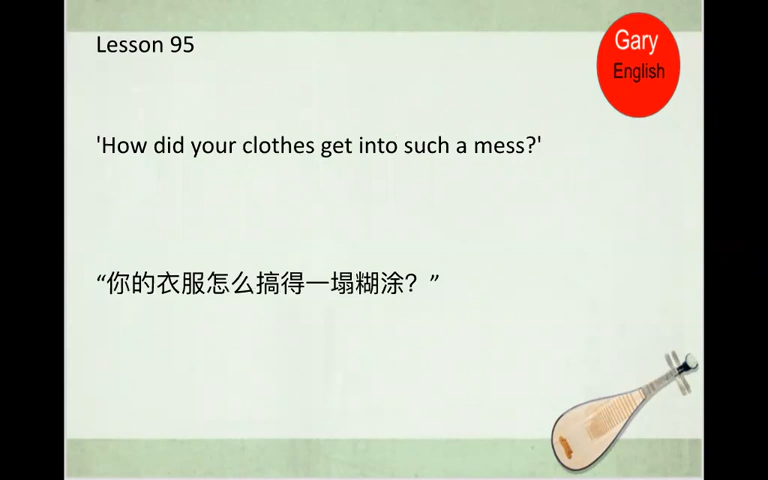 Lesson 95
Gary
English
'How did your clothes get into such a mess?'
“你的衣服怎么搞得一塌糊涂？”